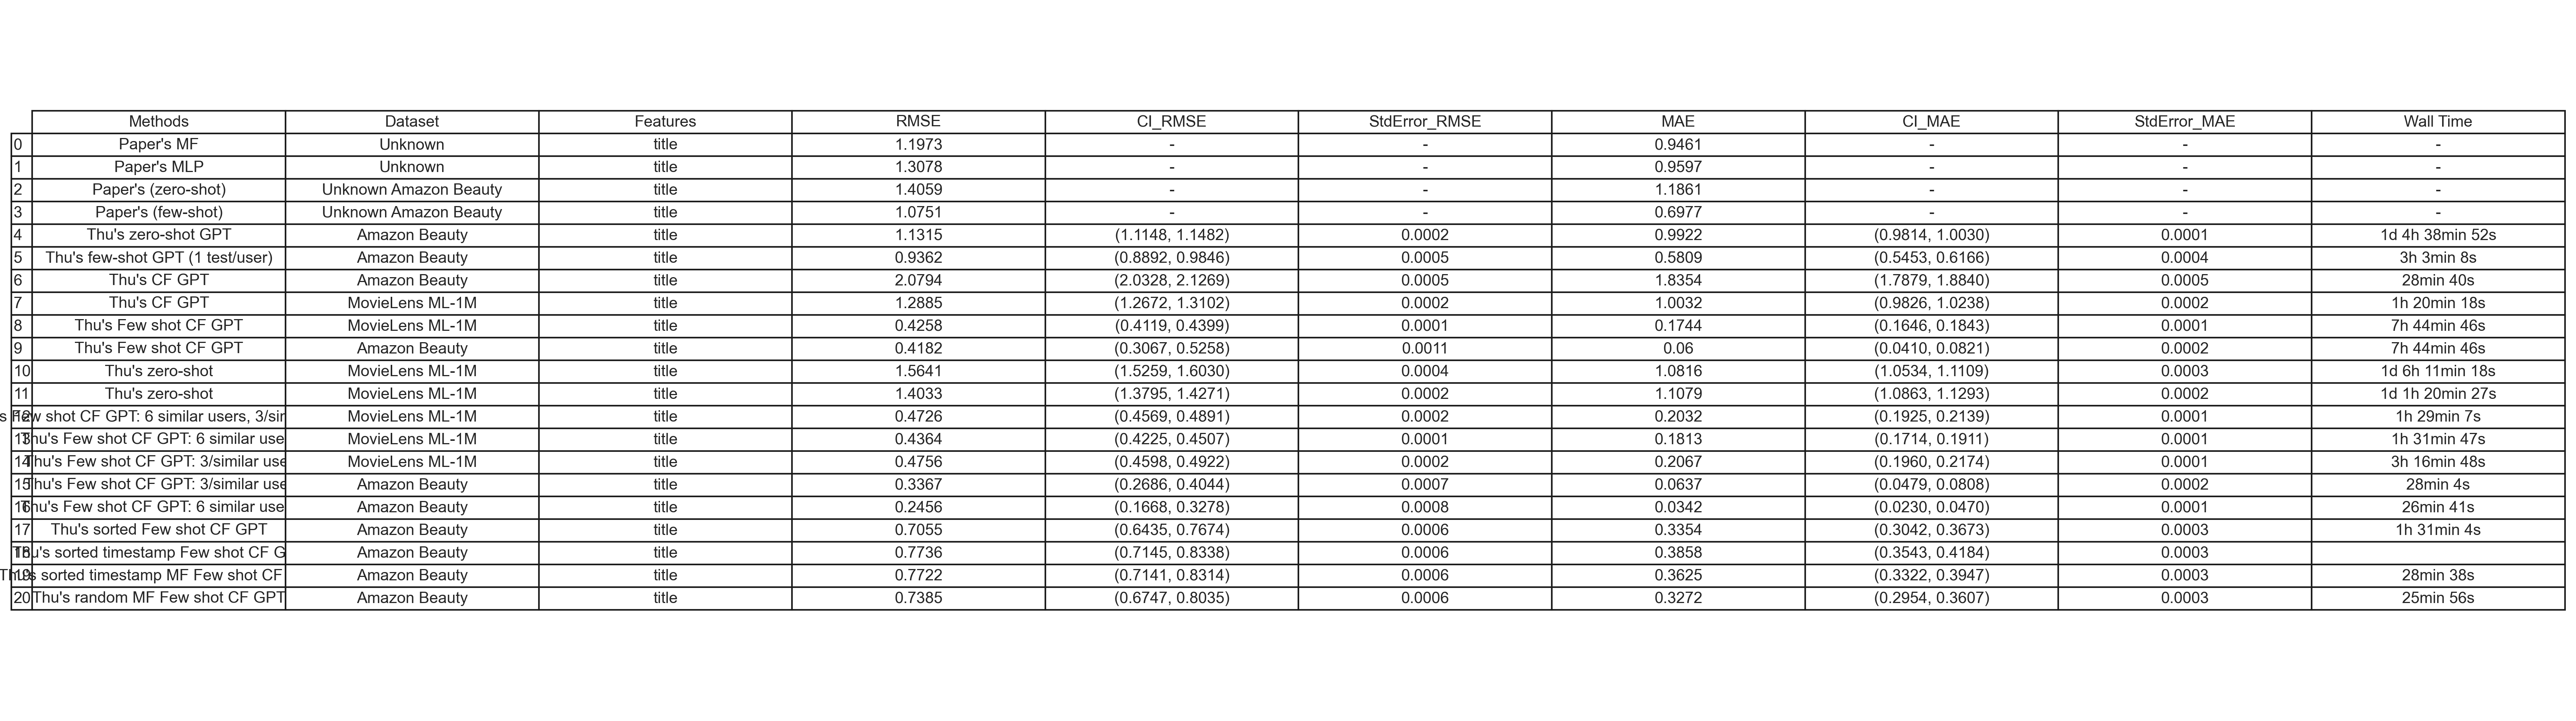 Methods Dataset Features RMSE CI_RMSE StdError_RMSE MAE CI_MAE StdError_MAE Wall Time
0 Paper's MF Unknown title 1.1973 - - 0.9461 - - -
1 Paper's MLP Unknown title 1.3078 - - 0.9597 - - -
2 Paper's (zero-shot) Unknown Amazon Beauty title 1.4059 - - 1.1861 - - -
3 Paper's (few-shot) Unknown Amazon Beauty title 1.0751 - - 0.6977 - - -
4 Thu's zero-shot GPT Amazon Beauty title 1.1315 (1.1148, 1.1482) 0.0002 0.9922 (0.9814, 1.0030) 0.0001 1d 4h 38min 52s
5 Thu's few-shot GPT (1 test/user) Amazon Beauty title 0.9362 (0.8892, 0.9846) 0.0005 0.5809 (0.5453, 0.6166) 0.0004 3h 3min 8s
6 Thu's CF GPT Amazon Beauty title 2.0794 (2.0328, 2.1269) 0.0005 1.8354 (1.7879, 1.8840) 0.0005 28min 40s
7 Thu's CF GPT MovieLens ML-1M title 1.2885 (1.2672, 1.3102) 0.0002 1.0032 (0.9826, 1.0238) 0.0002 1h 20min 18s
8 Thu's Few shot CF GPT MovieLens ML-1M title 0.4258 (0.4119, 0.4399) 0.0001 0.1744 (0.1646, 0.1843) 0.0001 7h 44min 46s
9 Thu's Few shot CF GPT Amazon Beauty title 0.4182 (0.3067, 0.5258) 0.0011 0.06 (0.0410, 0.0821) 0.0002 7h 44min 46s
10 Thu's zero-shot MovieLens ML-1M title 1.5641 (1.5259, 1.6030) 0.0004 1.0816 (1.0534, 1.1109) 0.0003 1d 6h 11min 18s
11 Thu's zero-shot MovieLens ML-1M title 1.4033 (1.3795, 1.4271) 0.0002 1.1079 (1.0863, 1.1293) 0.0002 1d 1h 20min 27s
12 s Few shot CF GPT: 6 similar users, 3/sir MovieLens ML-1M title 0.4726 (0.4569, 0.4891) 0.0002 0.2032 (0.1925, 0.2139) 0.0001 1h 29min 7s
13 Thu's Few shot CF GPT: 6 similar use MovieLens ML-1M title 0.4364 (0.4225, 0.4507) 0.0001 0.1813 (0.1714, 0.1911) 0.0001 1h 31min 47s
14 Thu's Few shot CF GPT: 3/similar use MovieLens ML-1M title 0.4756 (0.4598, 0.4922) 0.0002 0.2067 (0.1960, 0.2174) 0.0001 3h 16min 48s
15 Thu's Few shot CF GPT: 3/similar use Amazon Beauty title 0.3367 (0.2686, 0.4044) 0.0007 0.0637 (0.0479, 0.0808) 0.0002 28min 4s
16 Thu's Few shot CF GPT: 6 similar use Amazon Beauty title 0.2456 (0.1668, 0.3278) 0.0008 0.0342 (0.0230, 0.0470) 0.0001 26min 41s
17 Thu's sorted Few shot CF GPT Amazon Beauty title 0.7055 (0.6435, 0.7674) 0.0006 0.3354 (0.3042, 0.3673) 0.0003 1h 31min 4s
18 Thu's sorted timestamp Few shot CF G Amazon Beauty title 0.7736 (0.7145, 0.8338) 0.0006 0.3858 (0.3543, 0.4184) 0.0003
19 Thu's sorted timestamp MF Few shot CF Amazon Beauty title 0.7722 (0.7141, 0.8314) 0.0006 0.3625 (0.3322, 0.3947) 0.0003 28min 38s
20 Thu's random MF Few shot CF GPT Amazon Beauty title 0.7385 (0.6747, 0.8035) 0.0006 0.3272 (0.2954, 0.3607) 0.0003 25min 56s